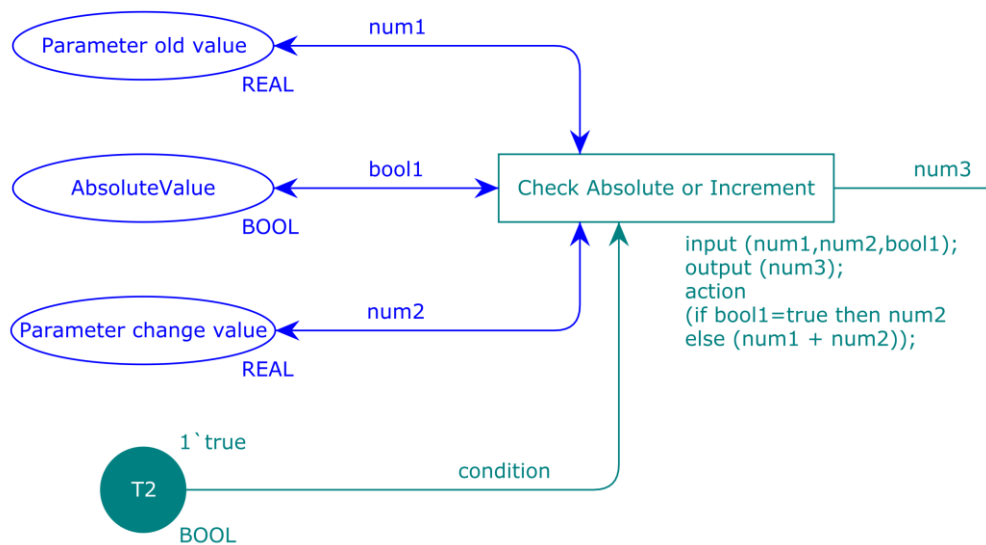 Parameter old value
num1
REAL
AbsoluteValue
bool1
BOOL
Check Absolute or Increment
num3
input (num1,num2,bool1);
output (num3);
action
(if bool1=true then num2
else (num1 + num2));
Parameter change value
num2
REAL
1`true
T2
condition
BOOL